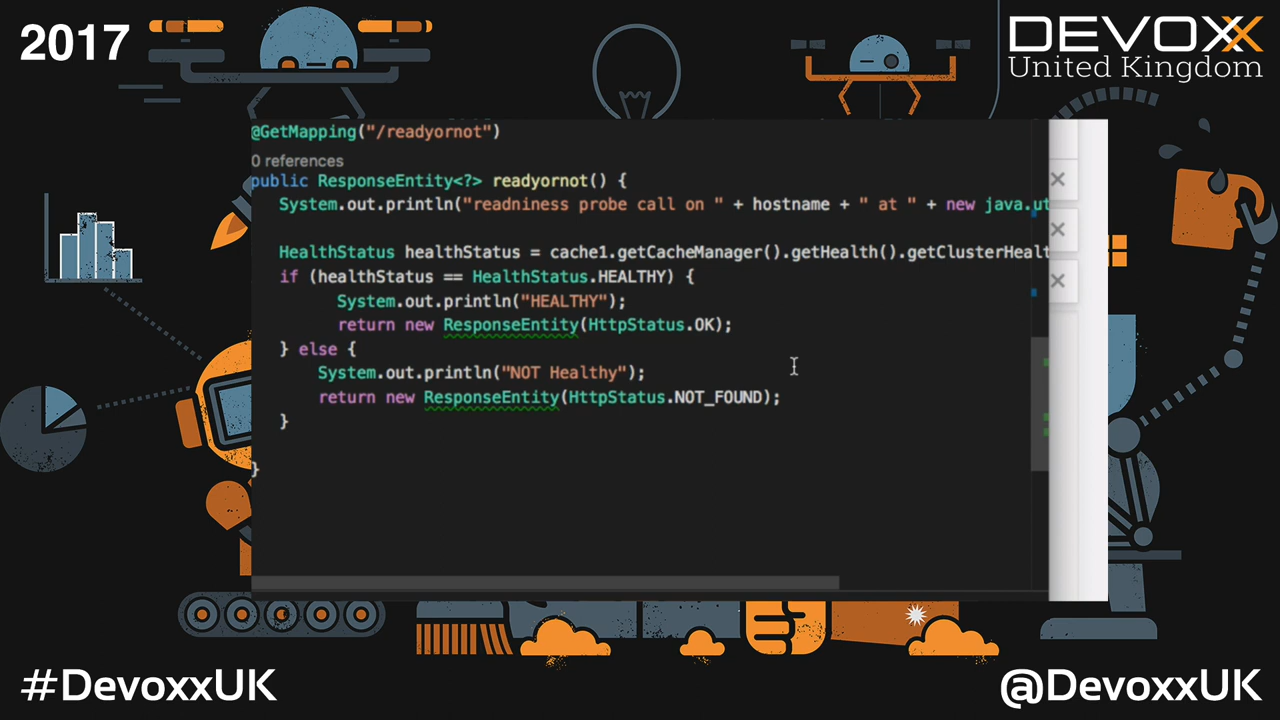 2017
DEVOXX
United Kingdom
@GetMapping("/readyornot")
0 references
public ResponseEntity<?> readyornot() {
System.out.println("readniness probe call on " + hostname + " at " + new java.ut
HealthStatus healthStatus = cache1.getCacheManager().getHealth().getClusterHealt
if (healthStatus == HealthStatus.HEALTHY) {
System.out.println("HEALTHY");
return new ResponseEntity(HttpStatus.OK);
} else {
System.out.println("NOT Healthy");
return new ResponseEntity(HttpStatus.NOT_FOUND);
}
}
#DevoxxUK
@DevoxxUK